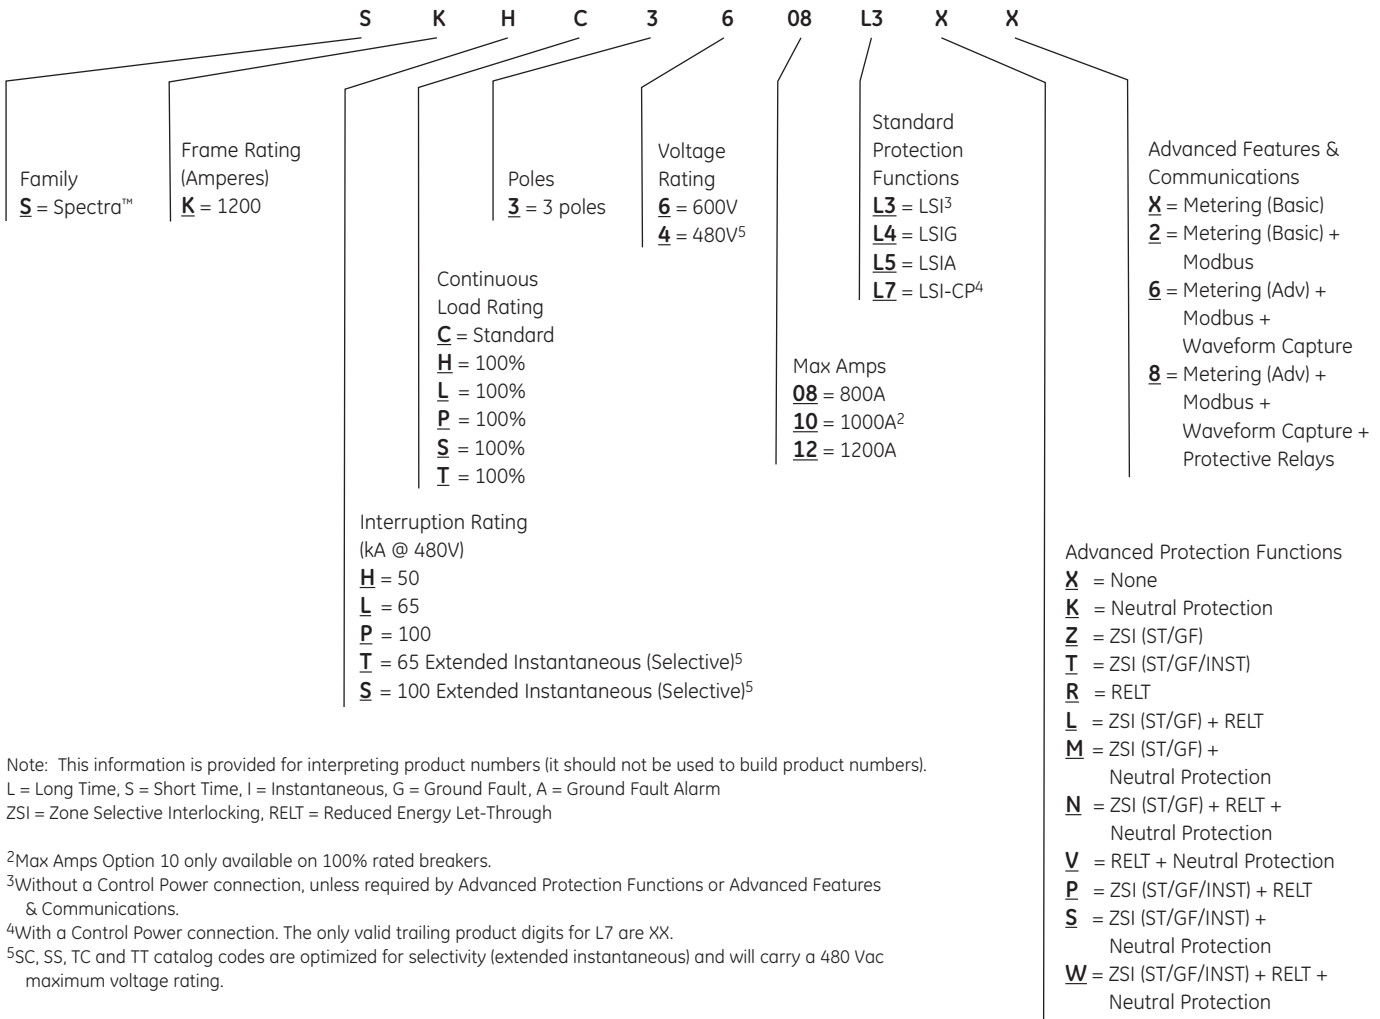 S K H C 3 6 08 L3 X X
Family
S = Spectra™
Frame Rating
(Amperes)
K = 1200
Interruption Rating
(kA @ 480V)
H = 50
L = 65
P = 100
T = 65 Extended Instantaneous (Selective)5
S = 100 Extended Instantaneous (Selective)5
Continuous
Load Rating
C = Standard
H = 100%
L = 100%
P = 100%
S = 100%
T = 100%
Poles
3 = 3 poles
Voltage
Rating
6 = 600V
4 = 480V5
Max Amps
08 = 800A
10 = 1000A2
12 = 1200A
Standard
Protection
Functions
L3 = LSI3
L4 = LSIG
L5 = LSIA
L7 = LSI-CP4
Advanced Protection Functions
X = None
K = Neutral Protection
Z = ZSI (ST/GF)
T = ZSI (ST/GF/INST)
R = RELT
L = ZSI (ST/GF) + RELT
M = ZSI (ST/GF) +
Neutral Protection
N = ZSI (ST/GF) + RELT +
Neutral Protection
V = RELT + Neutral Protection
P = ZSI (ST/GF/INST) + RELT
S = ZSI (ST/GF/INST) +
Neutral Protection
W = ZSI (ST/GF/INST) + RELT +
Neutral Protection
Advanced Features &
Communications
X = Metering (Basic)
2 = Metering (Basic) +
Modbus
6 = Metering (Adv) +
Modbus +
Waveform Capture
8 = Metering (Adv) +
Modbus +
Waveform Capture +
Protective Relays
Note: This information is provided for interpreting product numbers (it should not be used to build product numbers).
L = Long Time, S = Short Time, I = Instantaneous, G = Ground Fault, A = Ground Fault Alarm
ZSI = Zone Selective Interlocking, RELT = Reduced Energy Let-Through
2Max Amps Option 10 only available on 100% rated breakers.
3Without a Control Power connection, unless required by Advanced Protection Functions or Advanced Features
& Communications.
4With a Control Power connection. The only valid trailing product digits for L7 are XX.
5SC, SS, TC and TT catalog codes are optimized for selectivity (extended instantaneous) and will carry a 480 Vac
maximum voltage rating.